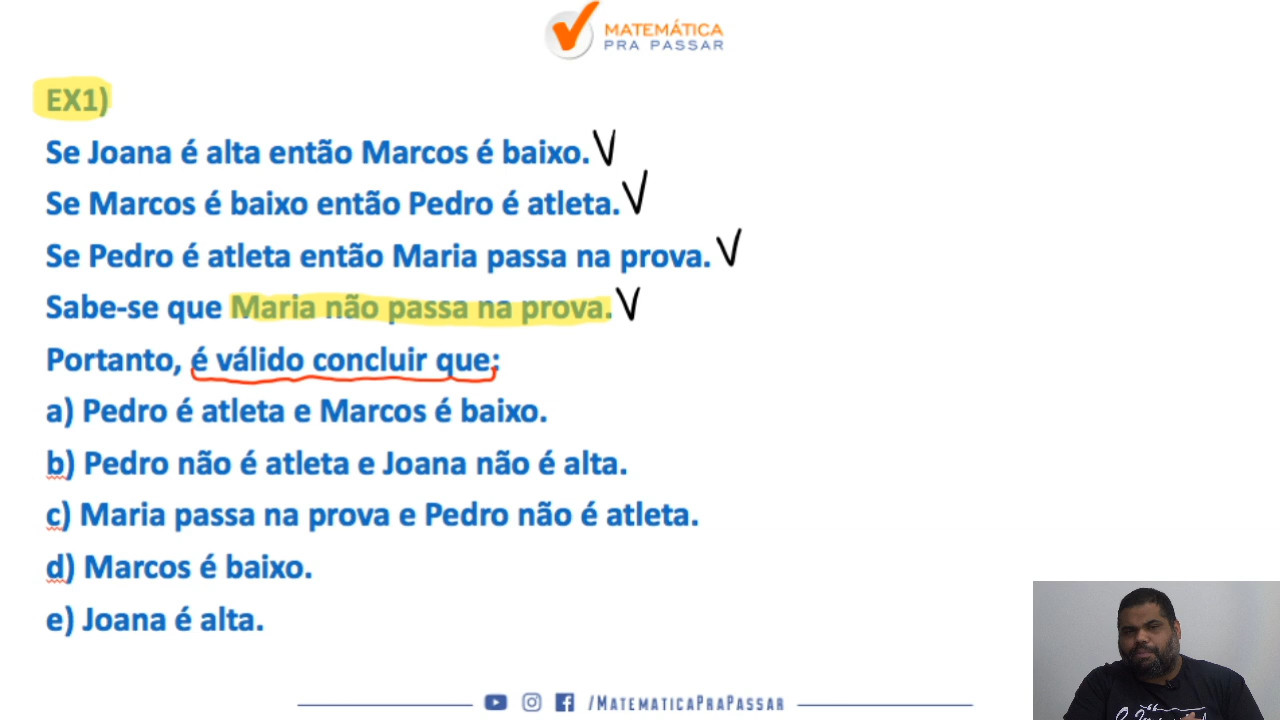 MATEMÁTICA
PRA PASSAR
EX1)
Se Joana é alta então Marcos é baixo. V
Se Marcos é baixo então Pedro é atleta. V
Se Pedro é atleta então Maria passa na prova. V
Sabe-se que Maria não passa na prova. V
Portanto, é válido concluir que:
a) Pedro é atleta e Marcos é baixo.
b) Pedro não é atleta e Joana não é alta.
c) Maria passa na prova e Pedro não é atleta.
d) Marcos é baixo.
e) Joana é alta.
/MATEMATICAPRAPASSAR